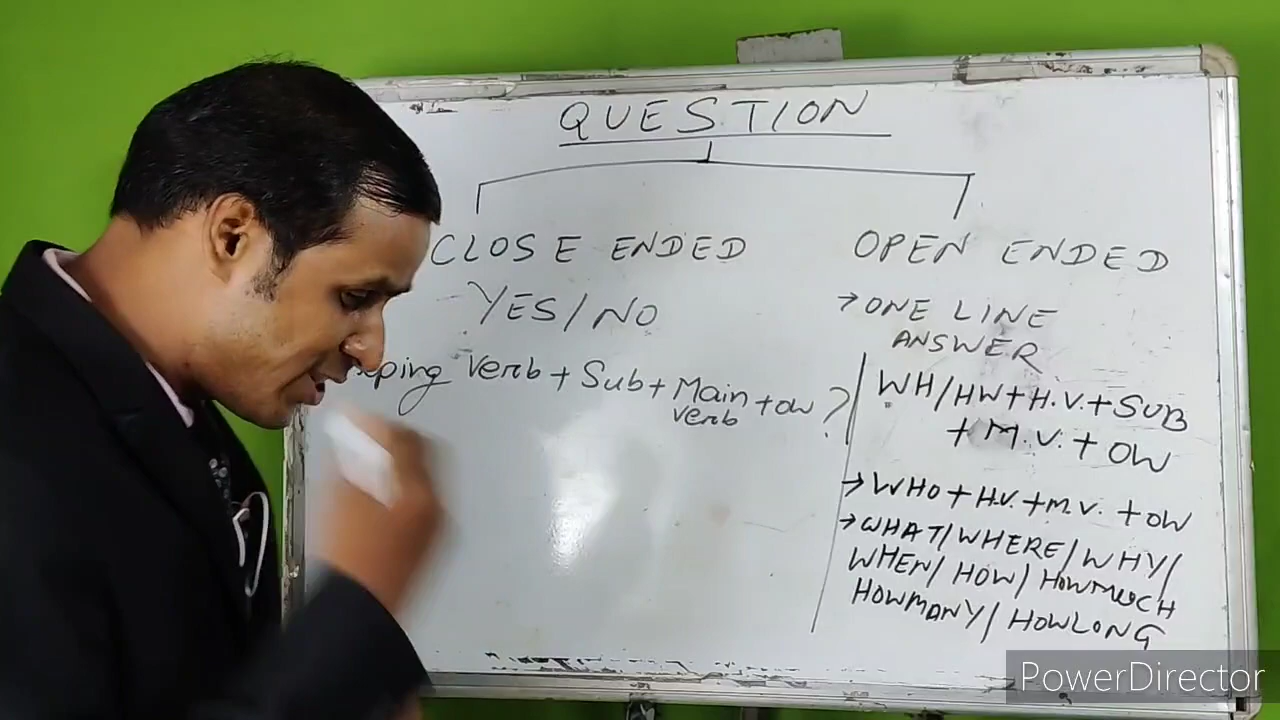 QUESTION
CLOSE ENDED
YES/NO
verb + Sub + Main + ow ?
verb
OPEN ENDED
→ ONE LINE
ANSWER
WH/HW+H.V.+SUB
+ M.V. + OW
→ WHO + H.V. + M.V. + OW
→ WHAT/WHERE/WHY/
WHEN/HOW/HOWMUCH
HOWMANY/HOWLONG
PowerDirector